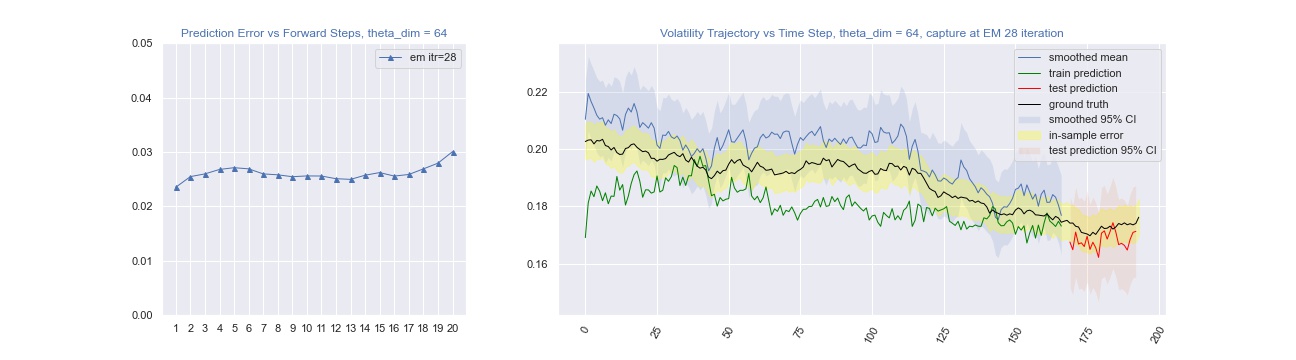 Prediction Error vs Forward Steps, theta_dim = 64
em itr=28
0.05
0.04
0.03
0.02
0.01
0.00
1 2 3 4 5 6 7 8 9 10 11 12 13 14 15 16 17 18 19 20
Volatility Trajectory vs Time Step, theta_dim = 64, capture at EM 28 iteration
smoothed mean
train prediction
test prediction
ground truth
smoothed 95% CI
in-sample error
test prediction 95% CI
0.22
0.20
0.18
0.16
0 25 50 75 100 125 150 175 200